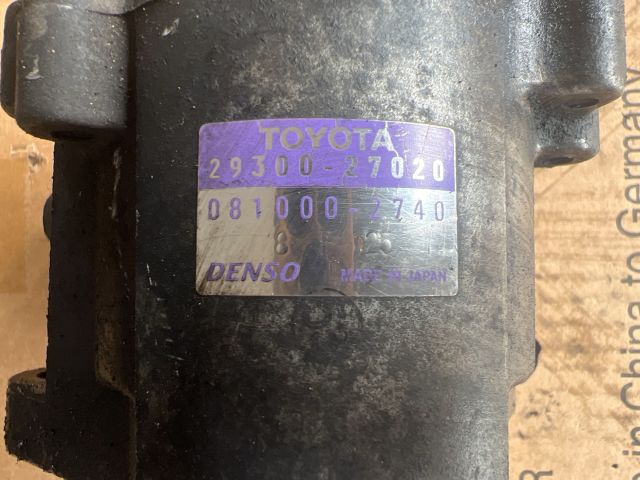 TOYOTA
29300-27020
081000-2740
DENSO MADE IN JAPAN
in China to Germany